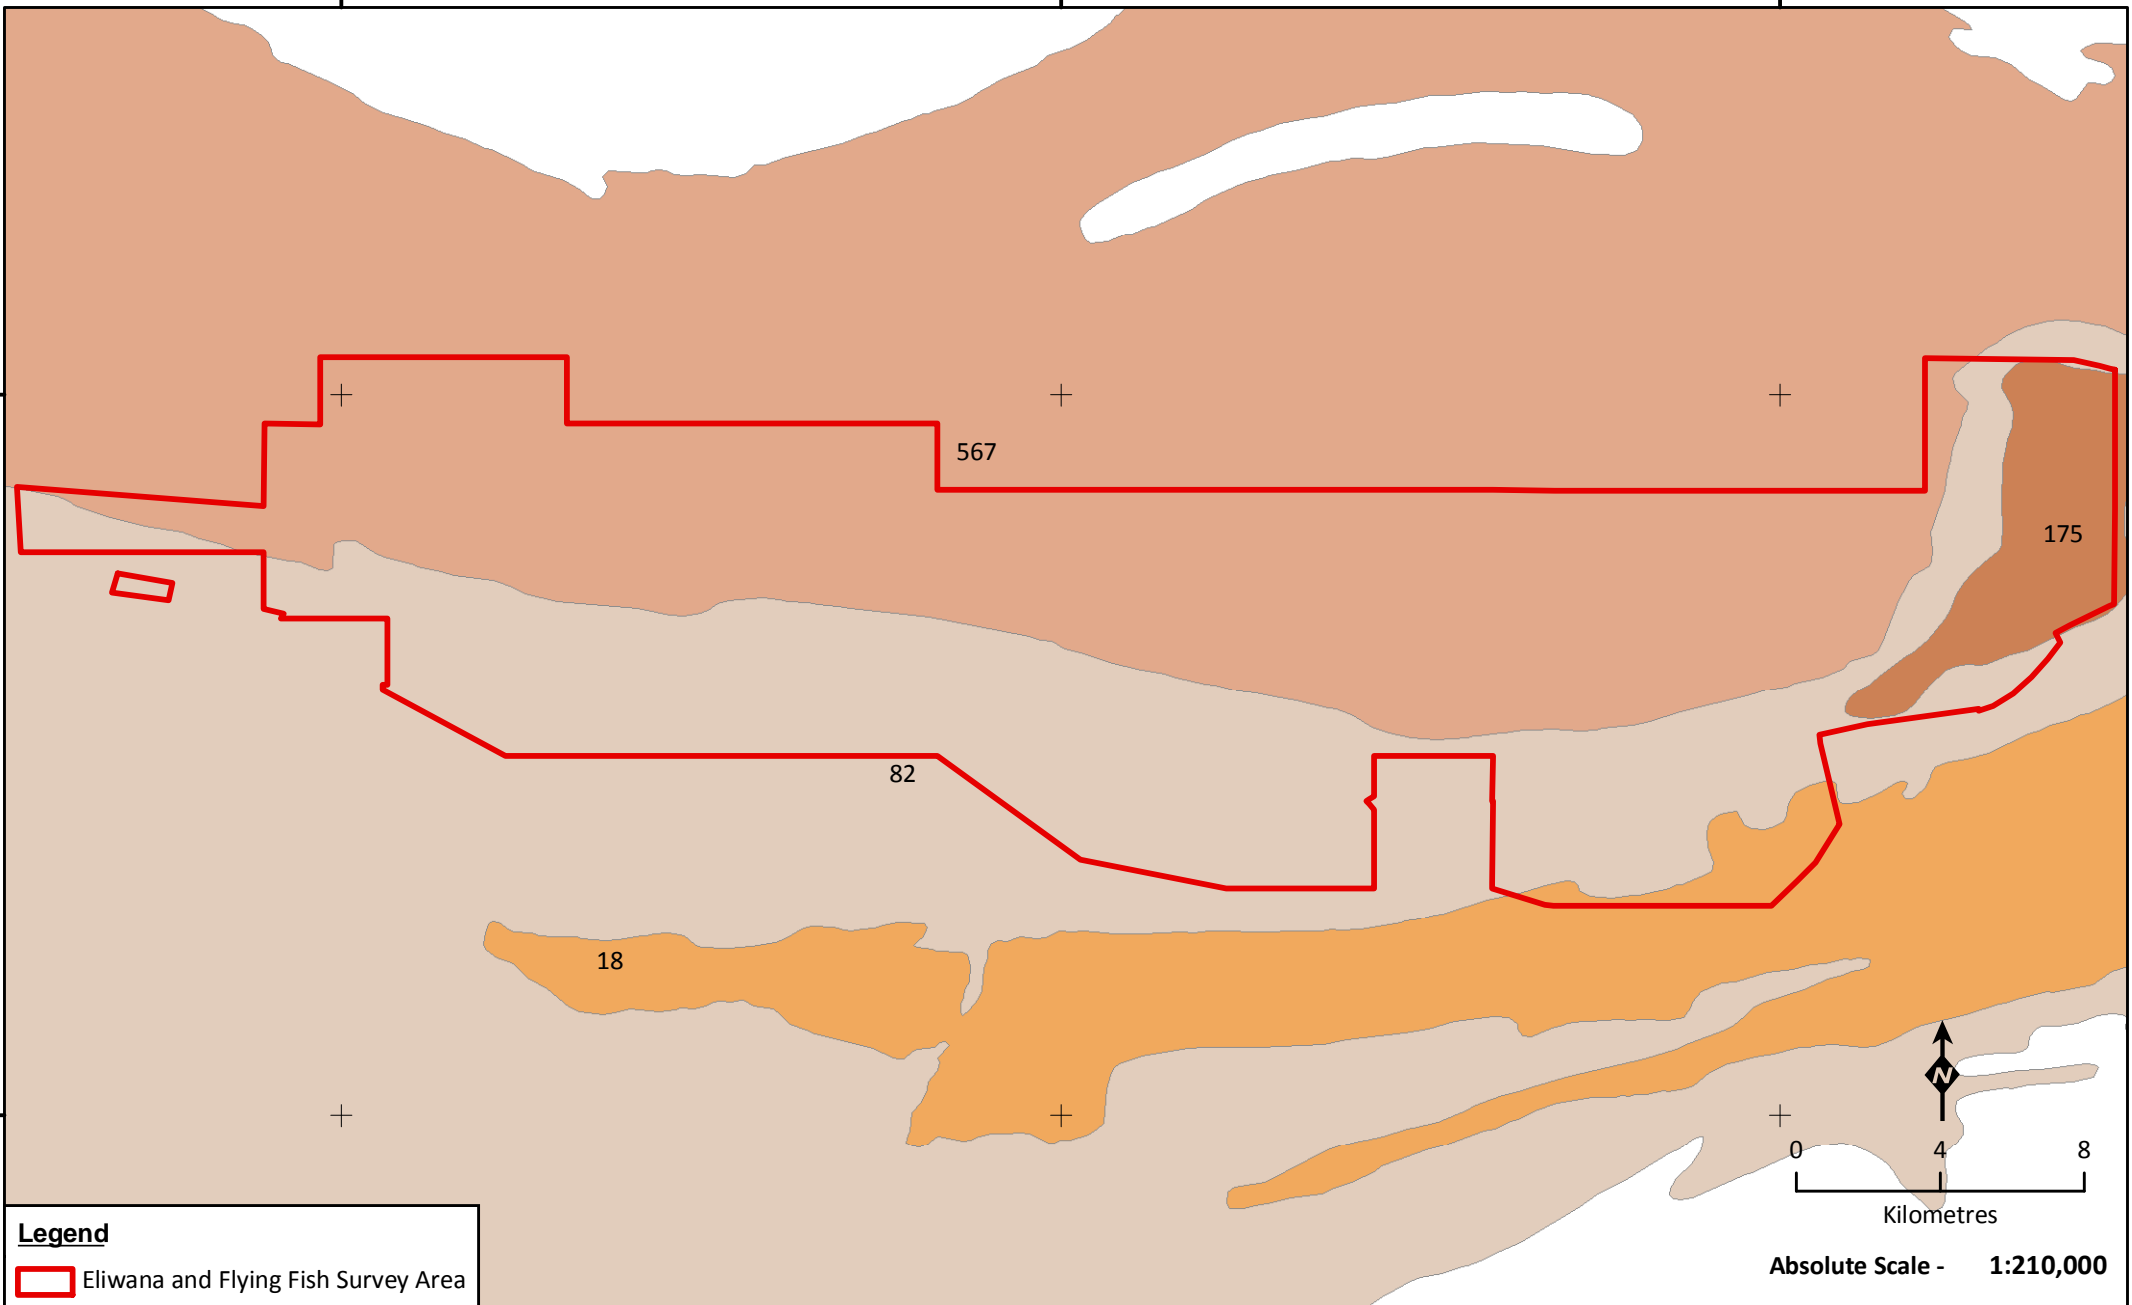 567
175
82
18
N
0 4 8
Kilometres
Absolute Scale - 1:210,000
Legend
Eliwana and Flying Fish Survey Area